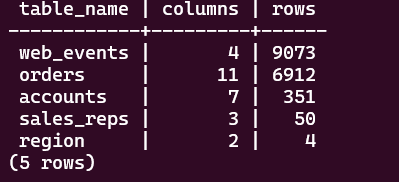 table_name | columns | rows
------------+---------+------
 web_events |       4 | 9073
 orders     |      11 | 6912
 accounts   |       7 |  351
 sales_reps |       3 |   50
 region     |       2 |    4
(5 rows)